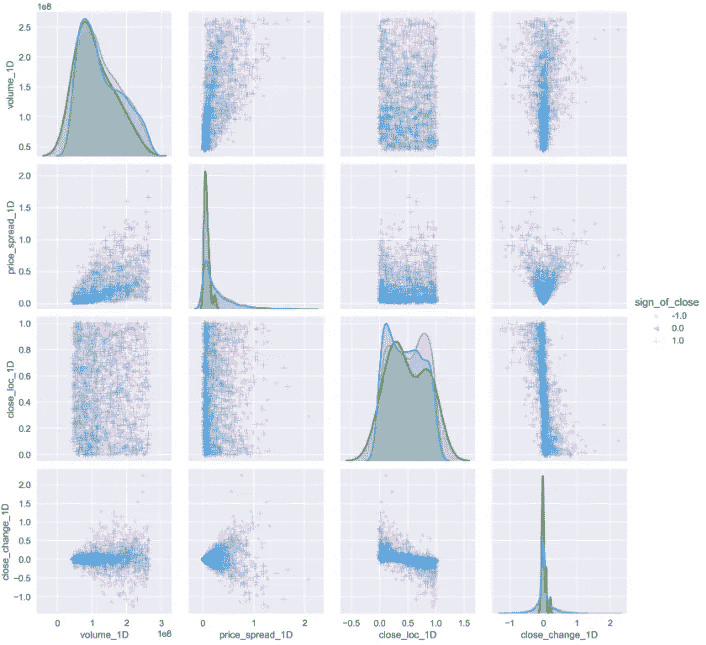 1e8
volume_1D
2.5
2.0
1.5
1.0
0.5
price_spread_1D
2.0
1.5
1.0
0.5
0.0
sign_of_close
-1.0
0.0
1.0
close_loc_1D
1.0
0.8
0.6
0.4
0.2
0.0
close_change_1D
2.0
1.5
1.0
0.5
0.0
-0.5
-1.0
0 1 2 3
0 1 2
-0.5 0.0 0.5 1.0 1.5
-1 0 1 2
volume_1D 1e6
price_spread_1D
close_loc_1D
close_change_1D